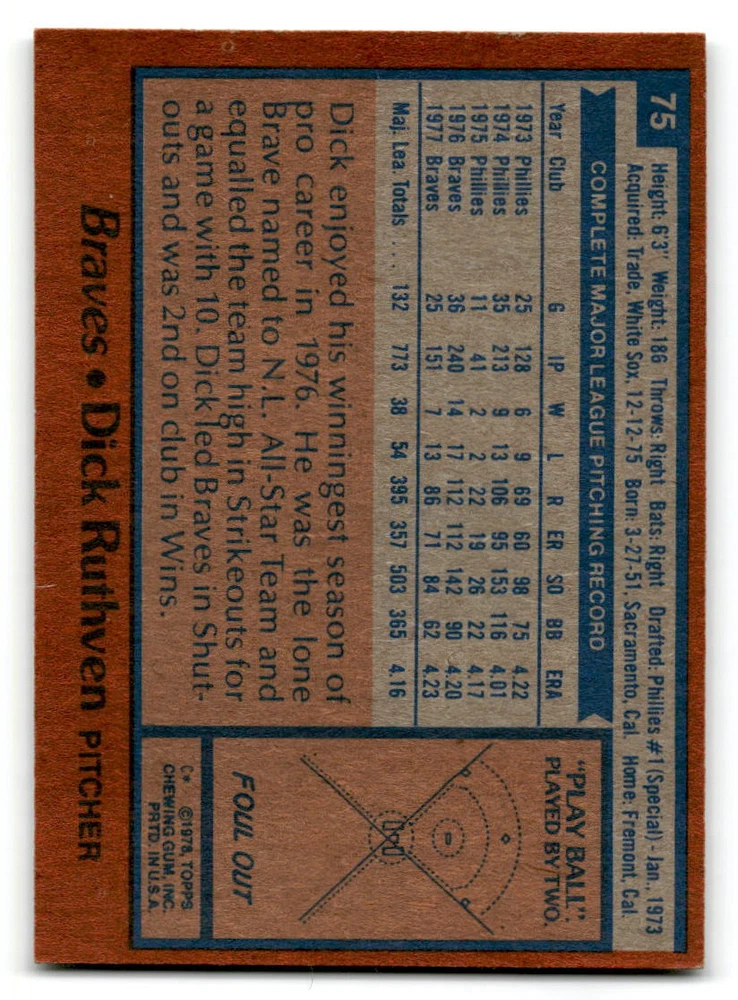 75
Height: 6'3" Weight: 186 Throws: Right Bats: Right Drafted: Phillies #1 (Special) - Jan., 1973
Acquired: Trade, White Sox, 12-12-75 Born: 3-27-51, Sacramento, Cal. Home: Fremont, Cal.
COMPLETE MAJOR LEAGUE PITCHING RECORD
Year Club G IP W L R ER SO BB ERA
1973 Phillies 25 128 6 9 69 60 98 75 4.22
1974 Phillies 35 213 9 13 106 95 153 116 4.01
1975 Phillies 11 41 2 2 22 19 26 22 4.17
1976 Braves 36 240 14 17 112 112 142 90 4.20
1977 Braves 25 151 7 13 86 71 84 62 4.23
Maj. Lea. Totals .... 132 773 38 54 395 357 503 365 4.16
Dick enjoyed his winningest season of
pro career in 1976. He was the lone
Brave named to N.L. All-Star Team and
equalled the team high in Strikeouts for
a game with 10. Dick led Braves in Shut-
outs and was 2nd on club in Wins.
"PLAY BALL".
PLAYED BY TWO.
FOUL OUT
C* ©1978, TOPPS
CHEWING GUM, INC.
PRTD. IN U.S.A.
Braves • Dick Ruthven PITCHER